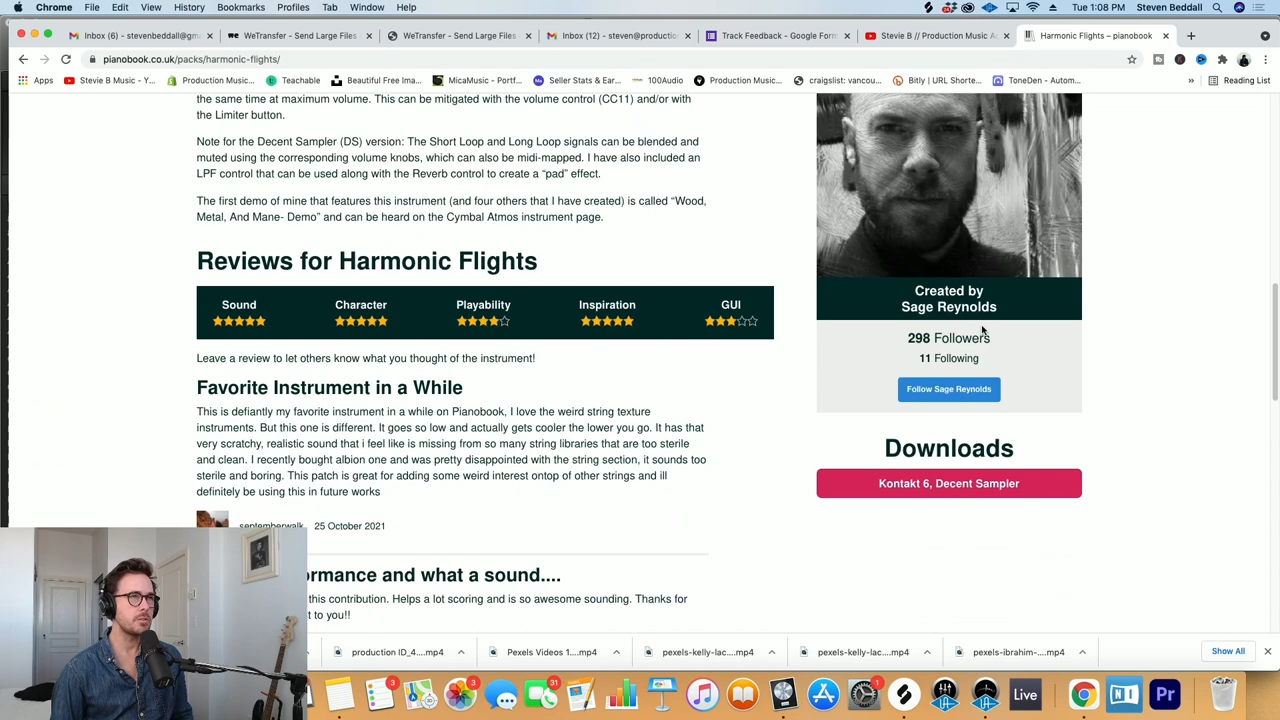 Chrome File Edit View History Bookmarks Profiles Tab Window Help
Tue 1:08 PM Steven Beddall
Inbox (6) - stevenbeddall@gm
WeTransfer - Send Large Files
WeTransfer - Send Large Files
Inbox (12) - steven@productio
Track Feedback - Google Form
Steve B // Production Music A
Harmonic Flights – pianobook
pianobook.co.uk/packs/harmonic-flights/
Apps
Stevie B Music - Y...
Production Music...
Teachable
Beautiful Free Ima...
MicaMusic - Portf...
Seller Stats & Ear...
100Audio
Production Music...
craigslist: vancou...
Bitly | URL Shorte...
ToneDen - Autom...
Reading List
the same time at maximum volume. This can be mitigated with the volume control (CC11) and/or with
the Limiter button.
Note for the Decent Sampler (DS) version: The Short Loop and Long Loop signals can be blended and
muted using the corresponding volume knobs, which can also be midi-mapped. I have also included an
LPF control that can be used along with the Reverb control to create a “pad” effect.
The first demo of mine that features this instrument (and four others that I have created) is called “Wood,
Metal, And Mane- Demo” and can be heard on the Cymbal Atmos instrument page.
Reviews for Harmonic Flights
Sound Character Playability Inspiration GUI
Leave a review to let others know what you thought of the instrument!
Favorite Instrument in a While
This is defiantly my favorite instrument in a while on Pianobook, I love the weird string texture
instruments. But this one is different. It goes so low and actually gets cooler the lower you go. It has that
very scratchy, realistic sound that i feel like is missing from so many string libraries that are too sterile
and clean. I recently bought albion one and was pretty disappointed with the string section, it sounds too
sterile and boring. This patch is great for adding some weird interest ontop of other strings and ill
definitely be using this in future works
septemberwalk 25 October 2021
ormance and what a sound....
this contribution. Helps a lot scoring and is so awesome sounding. Thanks for
t to you!!
Created by
Sage Reynolds
298 Followers
11 Following
Follow Sage Reynolds
Downloads
Kontakt 6, Decent Sampler
production ID_4....mp4
Pexels Videos 1....mp4
pexels-kelly-lac....mp4
pexels-kelly-lac....mp4
pexels-ibrahim-....mp4
Show All
3
3
31
1
Live
Pr